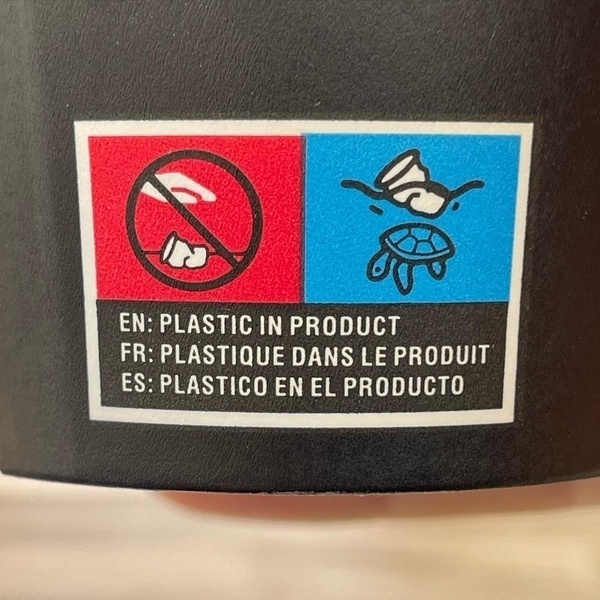 EN: PLASTIC IN PRODUCT
FR: PLASTIQUE DANS LE PRODUIT
ES: PLASTICO EN EL PRODUCTO